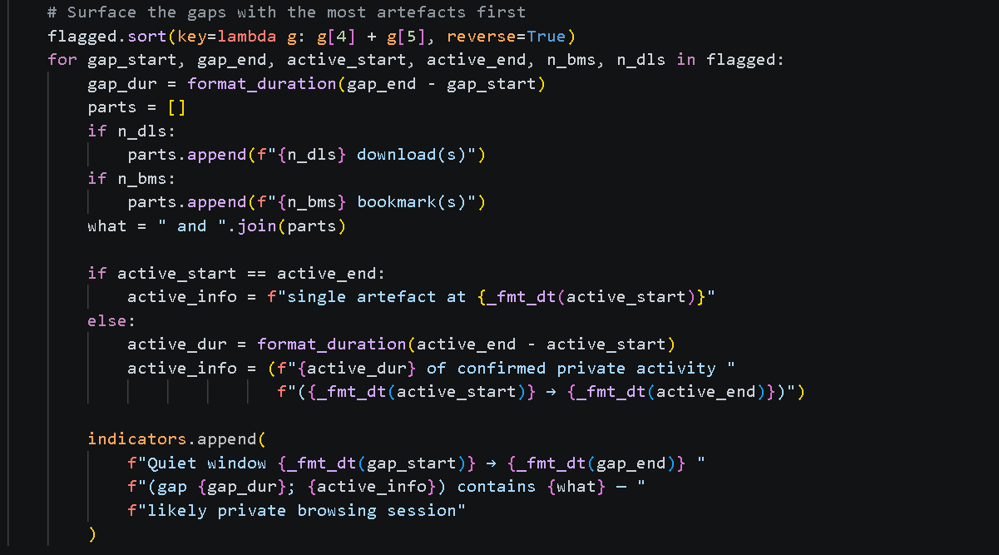 # Surface the gaps with the most artefacts first
flagged.sort(key=lambda g: g[4] + g[5], reverse=True)
for gap_start, gap_end, active_start, active_end, n_bms, n_dls in flagged:
    gap_dur = format_duration(gap_end - gap_start)
    parts = []
    if n_dls:
        parts.append(f"{n_dls} download(s)")
    if n_bms:
        parts.append(f"{n_bms} bookmark(s)")
    what = " and ".join(parts)

    if active_start == active_end:
        active_info = f"single artefact at {_fmt_dt(active_start)}"
    else:
        active_dur = format_duration(active_end - active_start)
        active_info = (f"{active_dur} of confirmed private activity "
                       f"({_fmt_dt(active_start)} → {_fmt_dt(active_end)})")

    indicators.append(
        f"Quiet window {_fmt_dt(gap_start)} → {_fmt_dt(gap_end)} "
        f"(gap {gap_dur}; {active_info}) contains {what} — "
        f"likely private browsing session"
    )